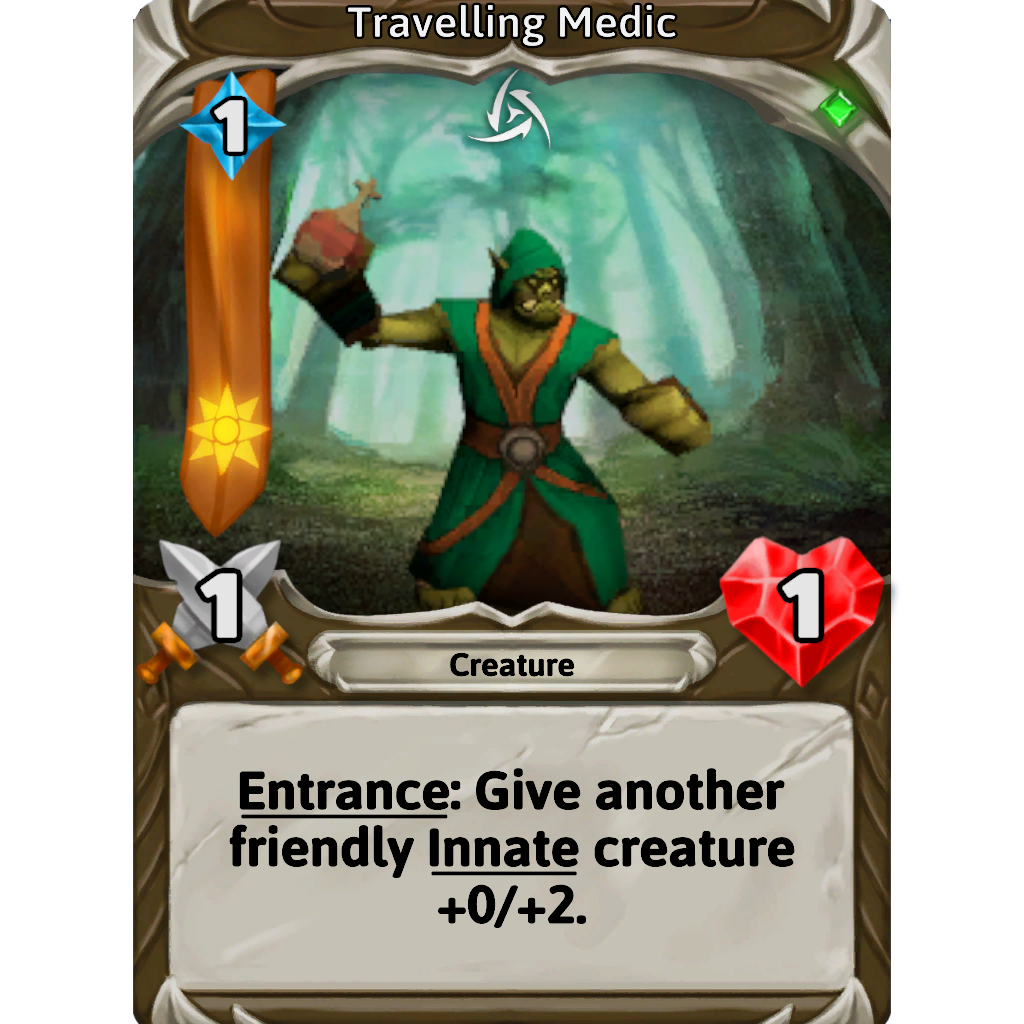 Travelling Medic
1
1
1
Creature
Entrance: Give another
friendly Innate creature
+0/+2.